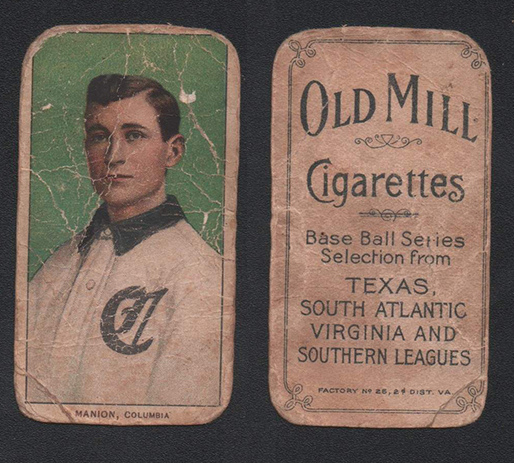 MANION, COLUMBIA
OLD MILL
Cigarettes
Base Ball Series
Selection from
TEXAS,
SOUTH ATLANTIC
VIRGINIA AND
SOUTHERN LEAGUES
FACTORY No 25, 2d DIST. VA.